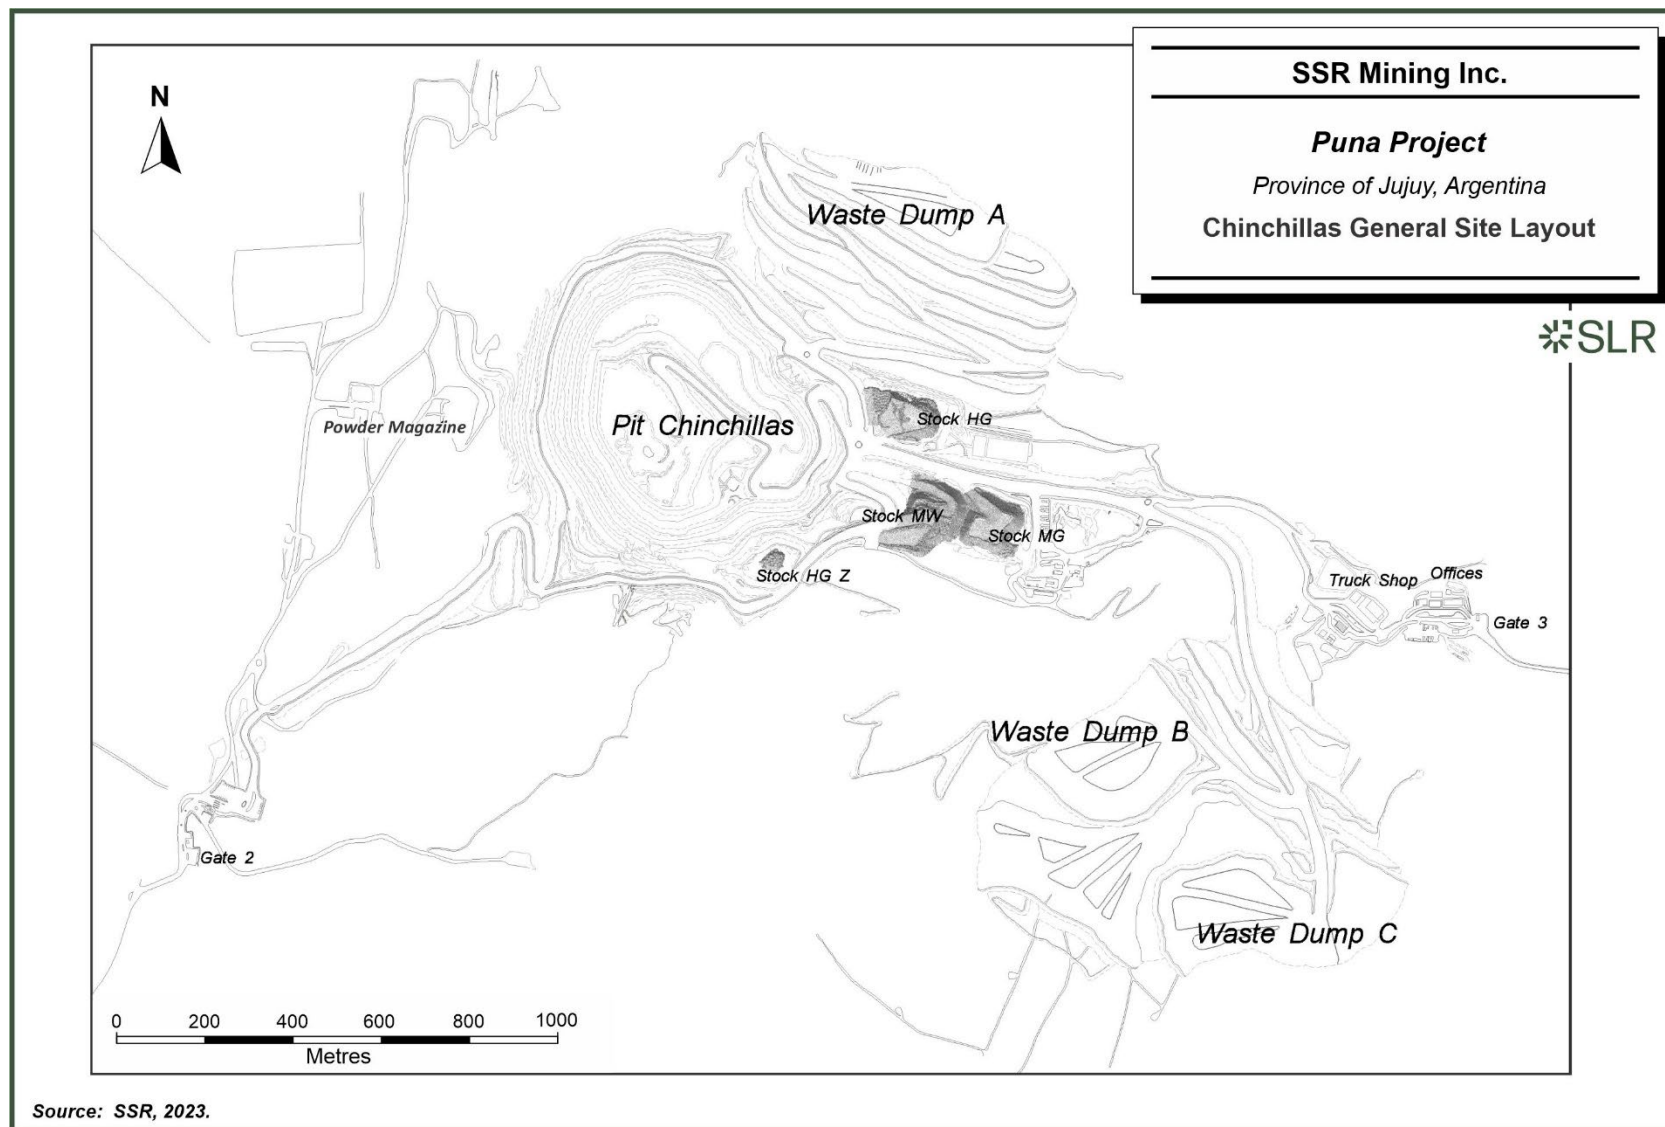 SSR Mining Inc.
Puna Project
Province of Jujuy, Argentina
Chinchillas General Site Layout
SLR
N
Waste Dump A
Pit Chinchillas
Powder Magazine
Stock HG
Stock MW
Stock MG
Stock HG Z
Truck Shop
Offices
Gate 3
Waste Dump B
Waste Dump C
Gate 2
0 200 400 600 800 1000
Metres
Source: SSR, 2023.